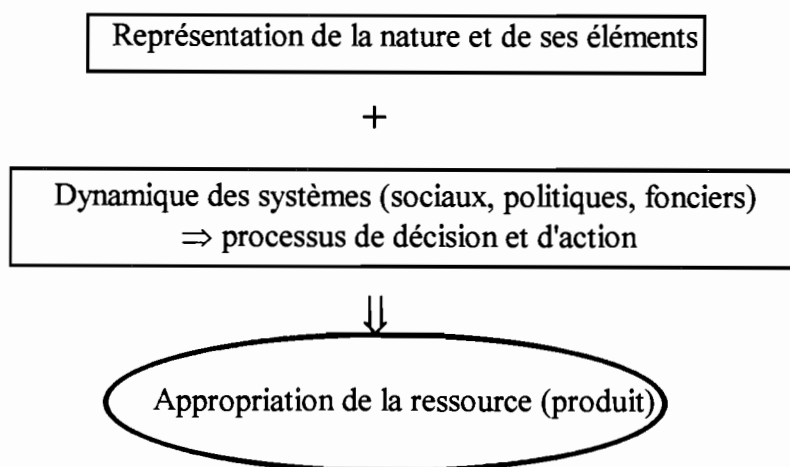 Représentation de la nature et de ses éléments
+
Dynamique des systèmes (sociaux, politiques, fonciers)
⇒ processus de décision et d'action
⇓
Appropriation de la ressource (produit)